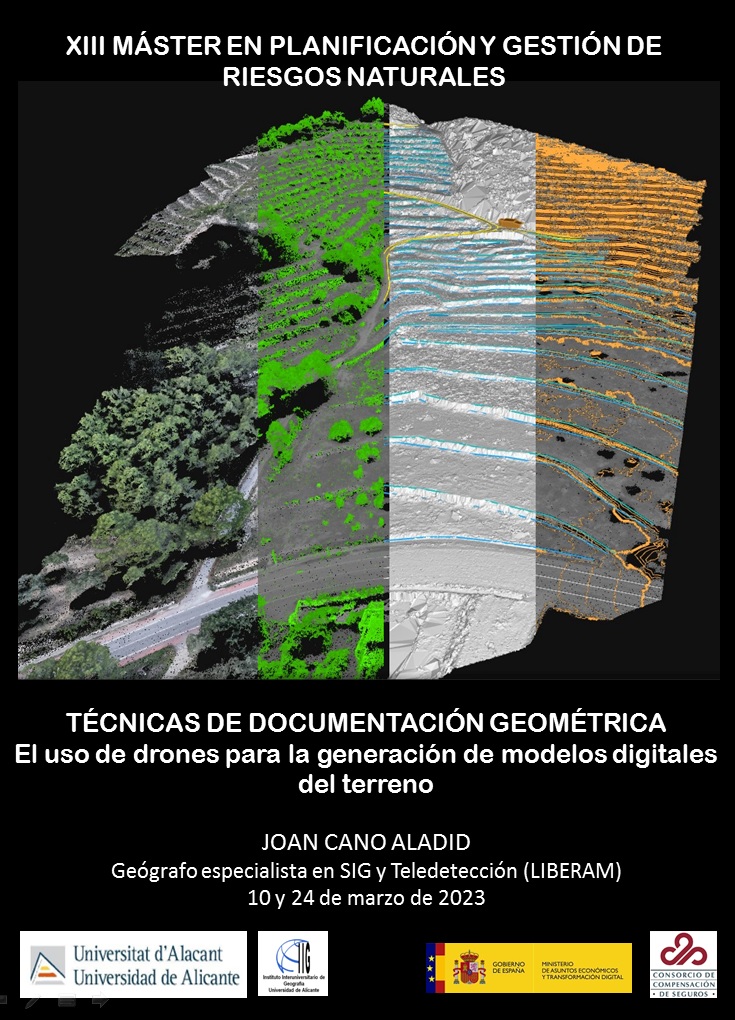 XIII MÁSTER EN PLANIFICACIÓN Y GESTIÓN DE
RIESGOS NATURALES
TÉCNICAS DE DOCUMENTACIÓN GEOMÉTRICA
El uso de drones para la generación de modelos digitales
del terreno
JOAN CANO ALADID
Geógrafo especialista en SIG y Teledetección (LIBERAM)
10 y 24 de marzo de 2023
Universitat d'Alacant
Universidad de Alicante
IIG
Instituto Interuniversitario de
Geografía
Universidad de Alicante
GOBIERNO
DE ESPAÑA
MINISTERIO
DE ASUNTOS ECONÓMICOS
Y TRANSFORMACIÓN DIGITAL
CONSORCIO DE
COMPENSACIÓN
DE SEGUROS